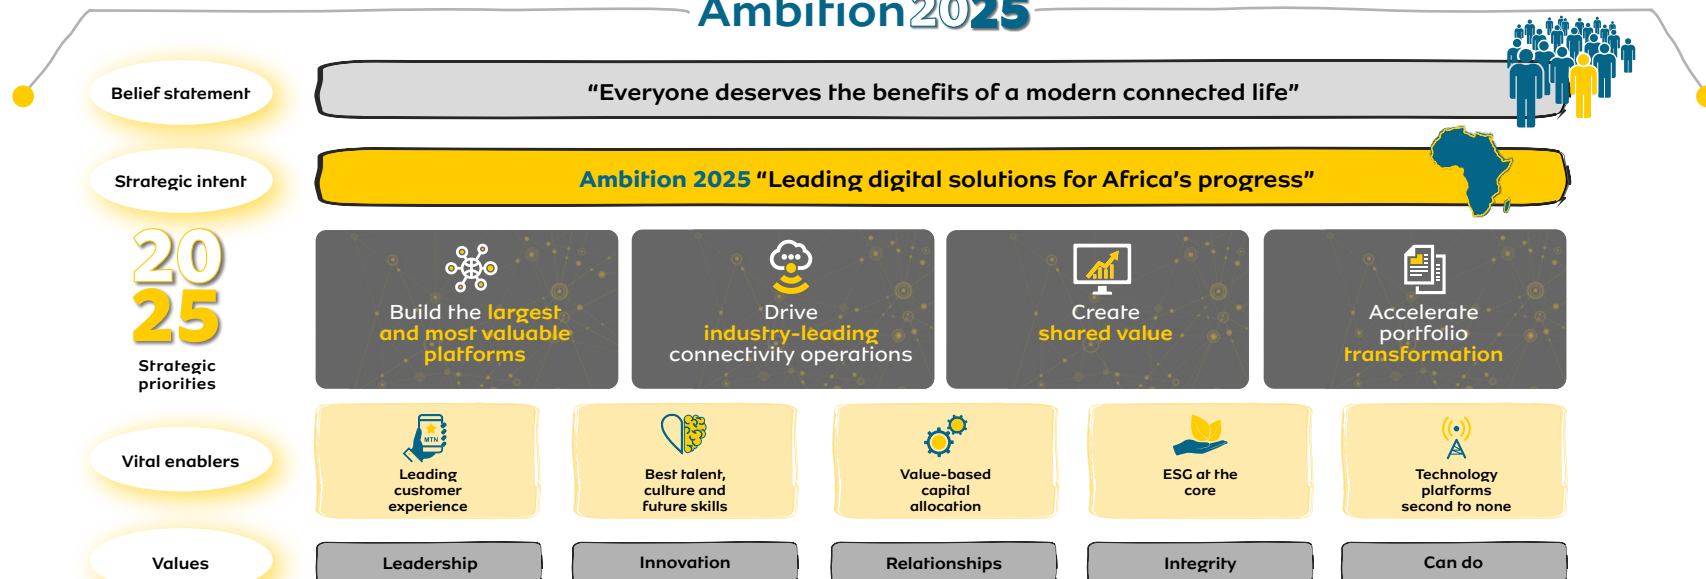 Ambition 2025
Belief statement
“Everyone deserves the benefits of a modern connected life”
Strategic intent
Ambition 2025 “Leading digital solutions for Africa’s progress”
20
25
Strategic
priorities
Build the largest
and most valuable
platforms
Drive
industry-leading
connectivity operations
Create
shared value
Accelerate
portfolio
transformation
Vital enablers
MTN
Leading
customer
experience
Best talent,
culture and
future skills
Value-based
capital
allocation
ESG at the
core
Technology
platforms
second to none
Values
Leadership
Innovation
Relationships
Integrity
Can do